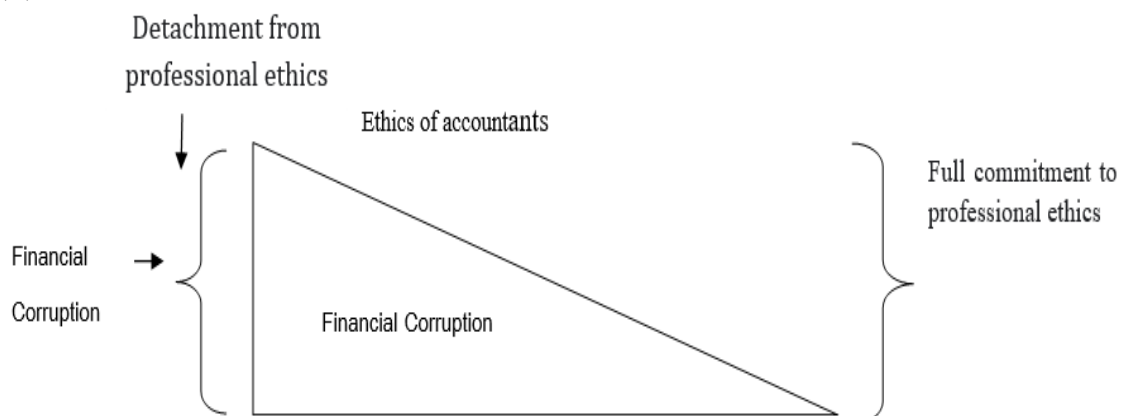 Detachment from
professional ethics
Ethics of accountants
Full commitment to
professional ethics
Financial
Corruption
Financial Corruption